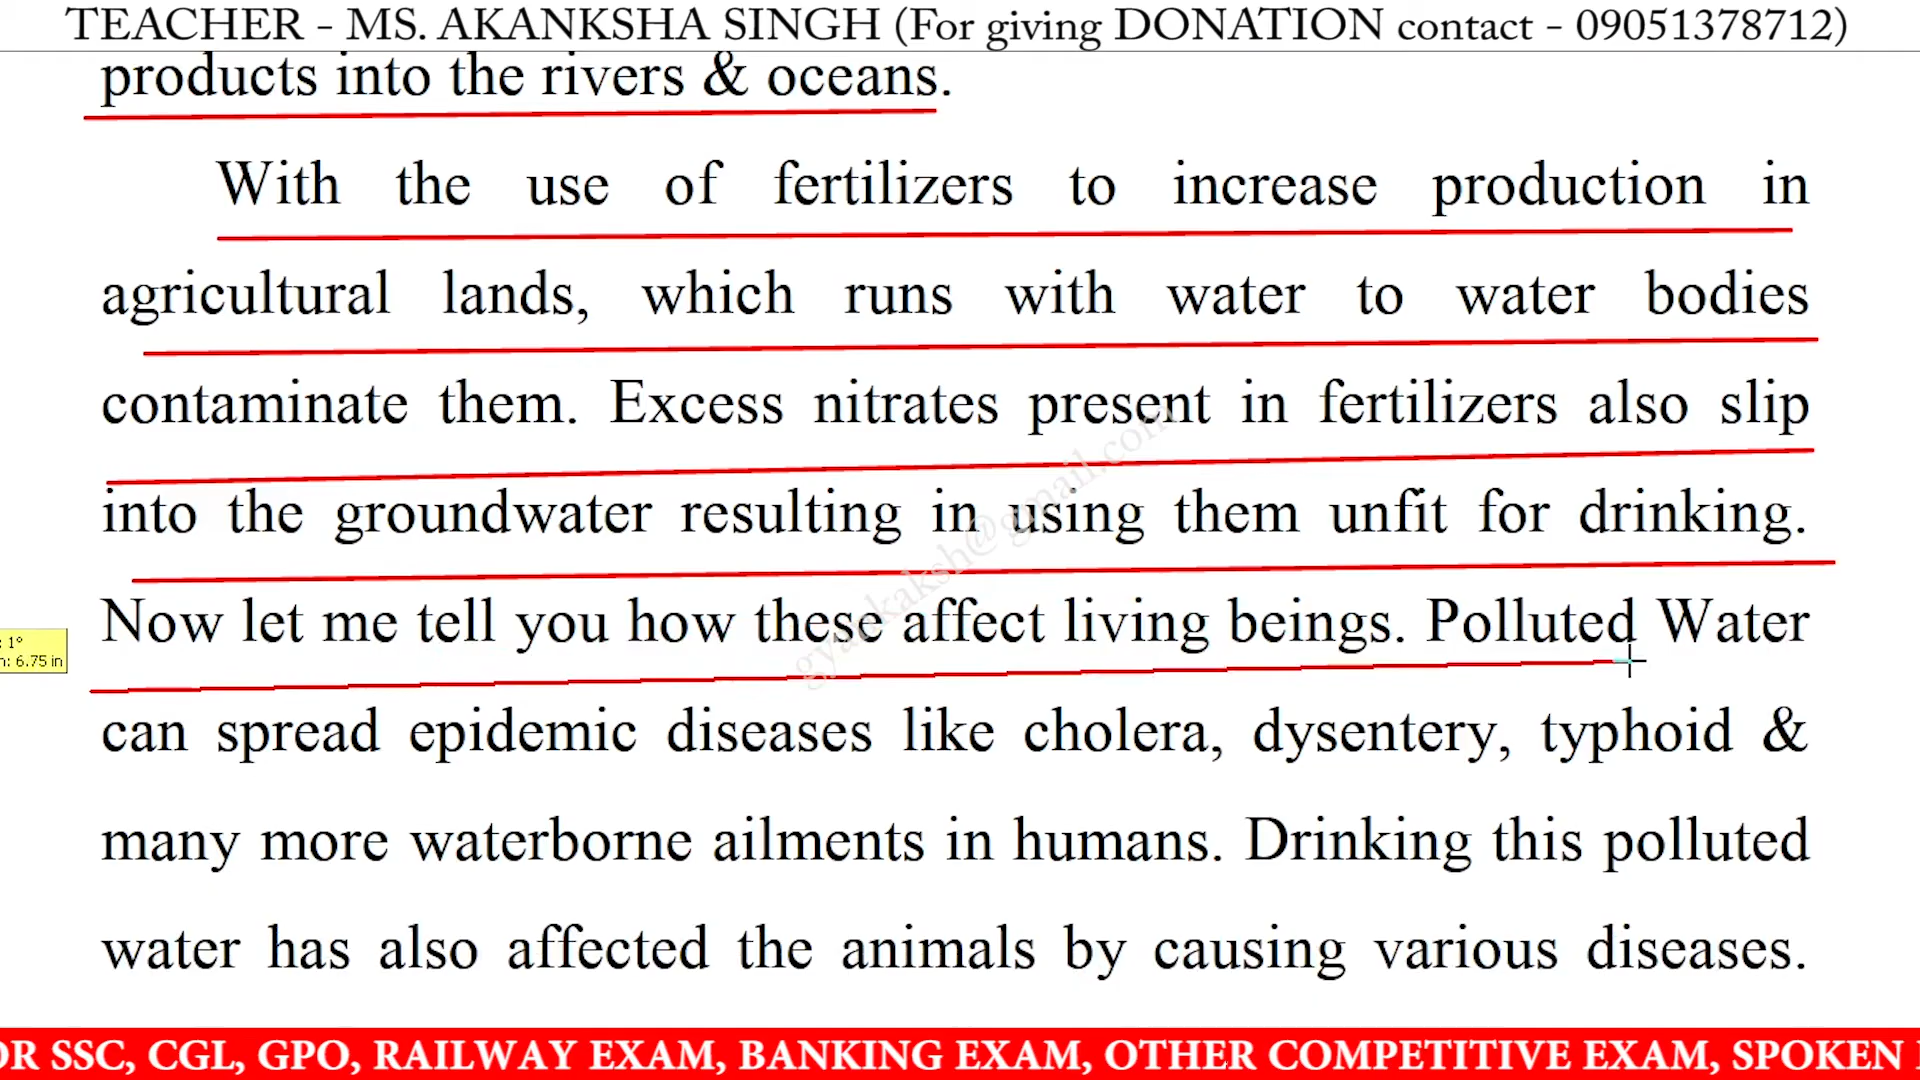 TEACHER - MS. AKANKSHA SINGH (For giving DONATION contact - 09051378712)
products into the rivers & oceans.
With the use of fertilizers to increase production in
agricultural lands, which runs with water to water bodies
contaminate them. Excess nitrates present in fertilizers also slip
into the groundwater resulting in using them unfit for drinking.
Now let me tell you how these affect living beings. Polluted Water
: 1°
n: 6.75 in
can spread epidemic diseases like cholera, dysentery, typhoid &
many more waterborne ailments in humans. Drinking this polluted
water has also affected the animals by causing various diseases.
OR SSC, CGL, GPO, RAILWAY EXAM, BANKING EXAM, OTHER COMPETITIVE EXAM, SPOKEN